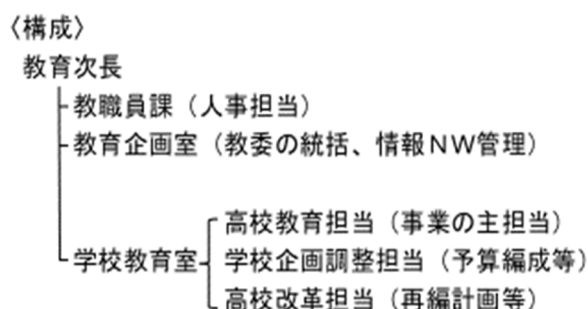 〈構成〉
教育次長
教職員課（人事担当）
教育企画室（教委の統括、情報NW管理）
高校教育担当（事業の主担当）
学校教育室
学校企画調整担当（予算編成等）
高校改革担当（再編計画等）